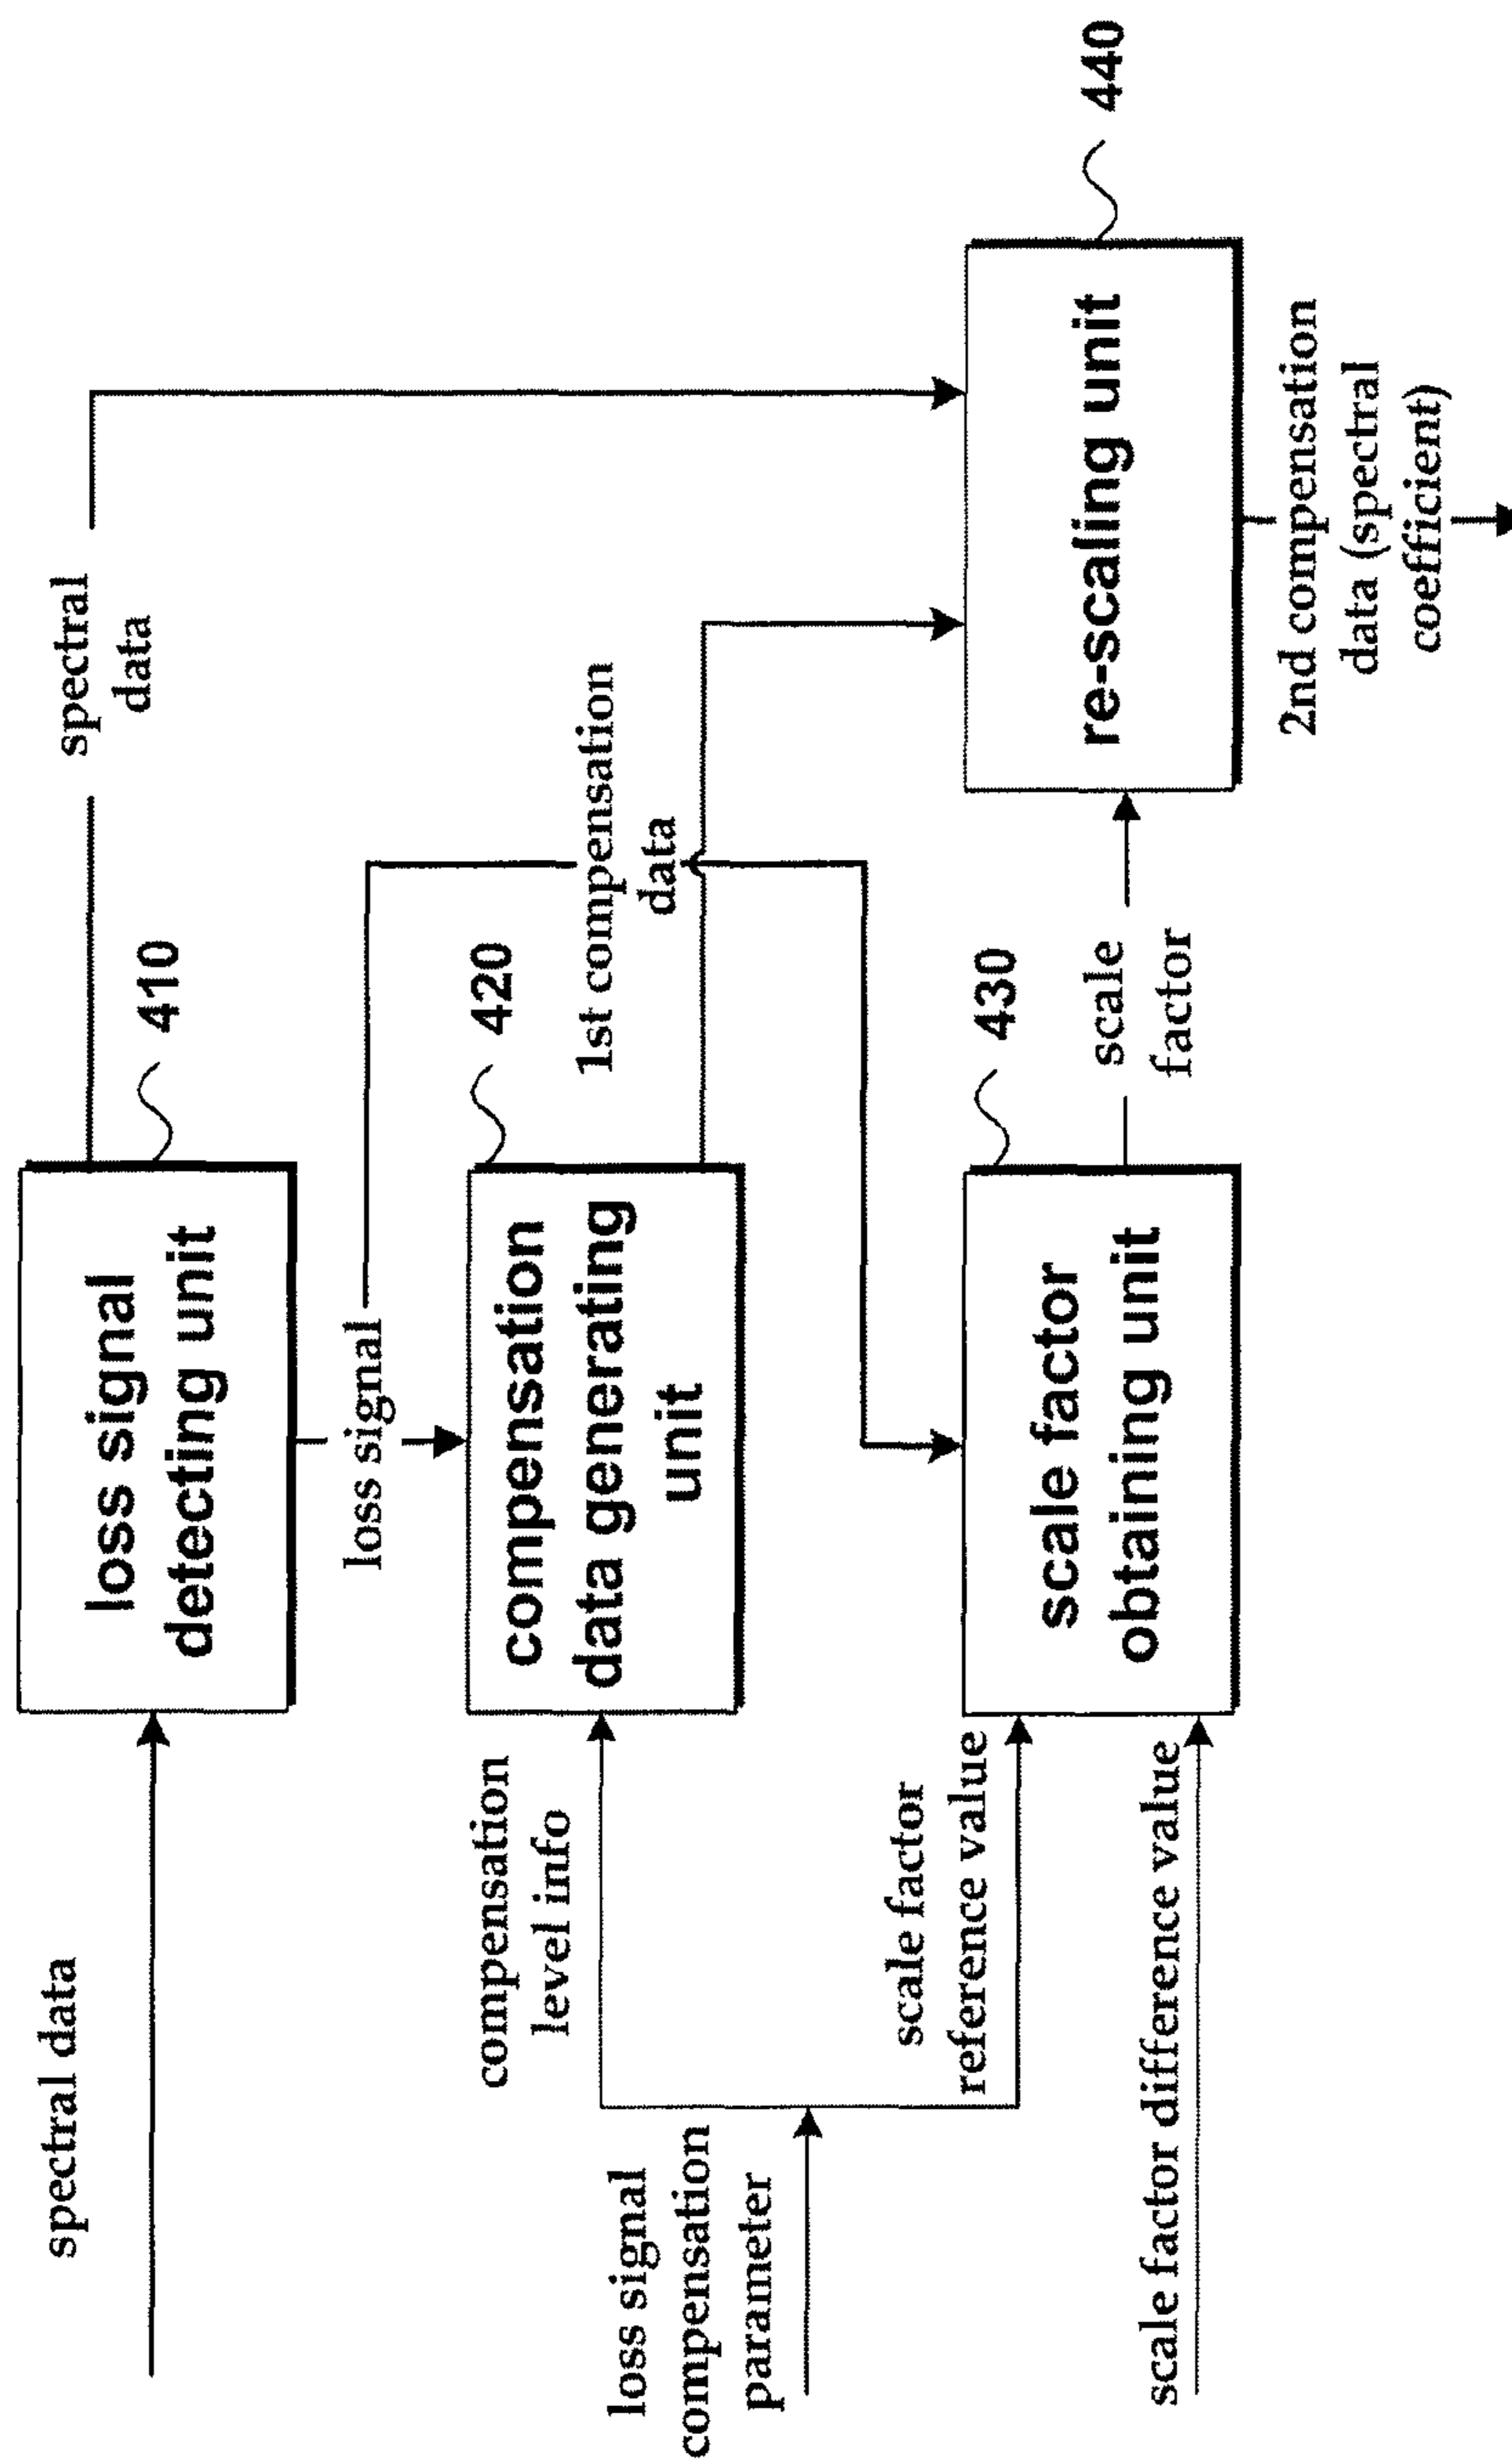 spectral data
loss signal
detecting unit
410
spectral
data
loss signal
compensation
level info
compensation
data generating
unit
420
1st compensation
data
loss signal
compensation
parameter
scale factor
reference value
scale factor difference value
scale factor
obtaining unit
430
scale
factor
re-scaling unit
440
2nd compensation
data (spectral
coefficient)